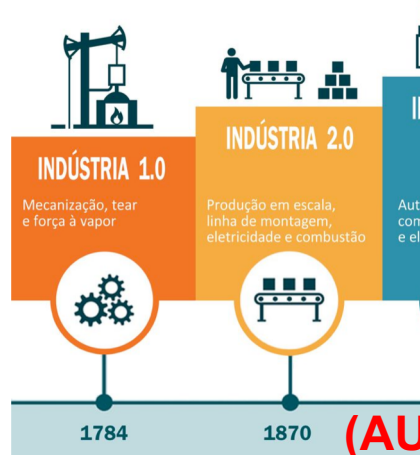 INDÚSTRIA 1.0
Mecanização, tear
e força à vapor
INDÚSTRIA 2.0
Produção em escala,
linha de montagem,
eletricidade e combustão
1784
1870